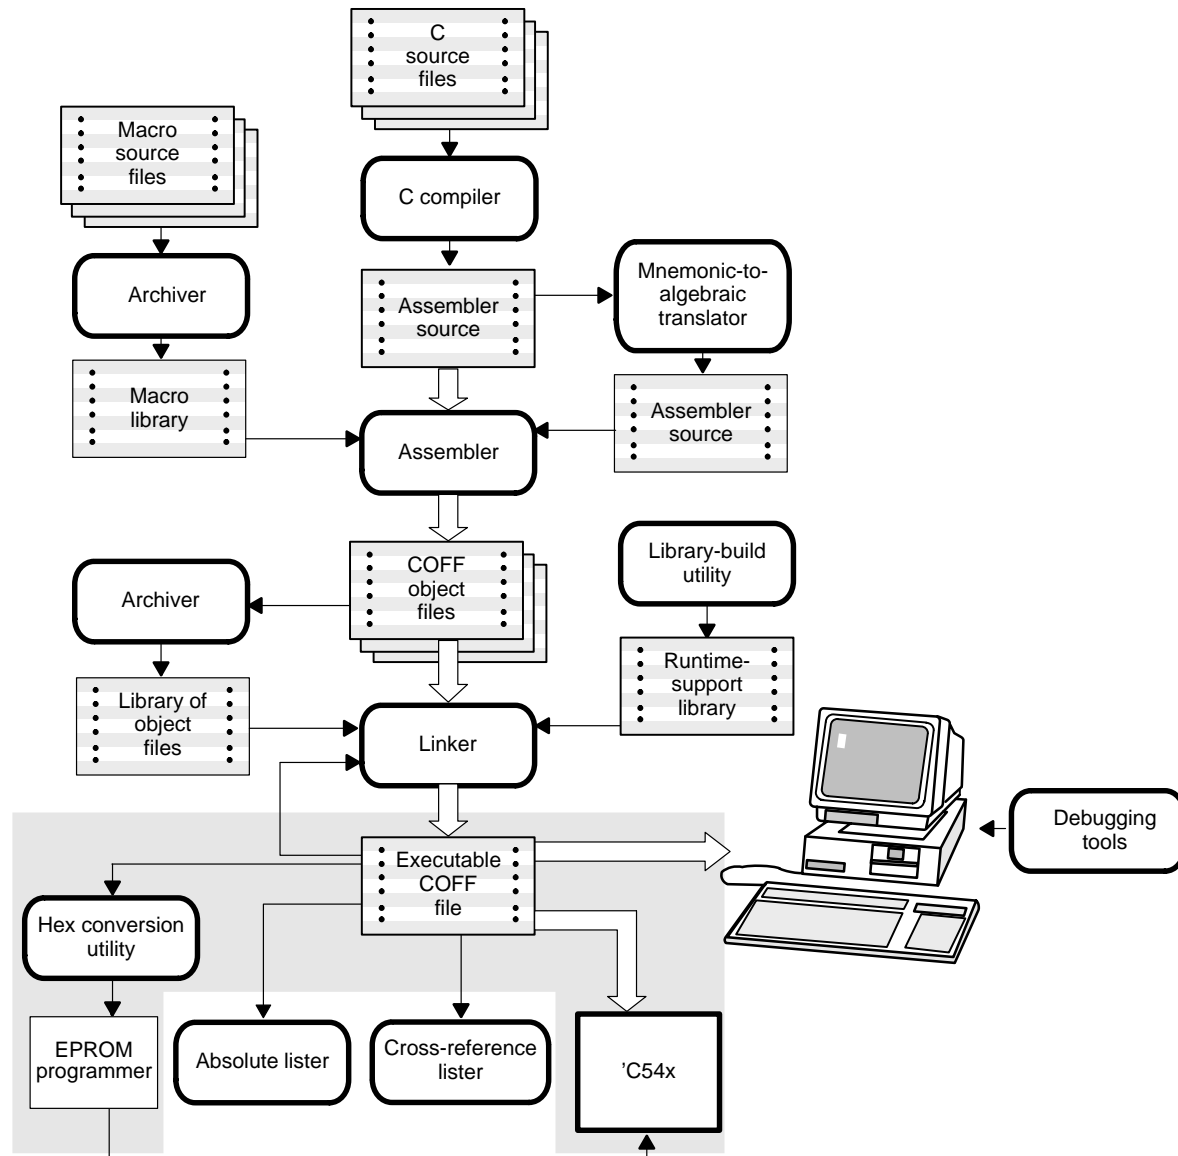 C
source
files
Macro
source
files
C compiler
Archiver
Assembler
source
Mnemonic-to-
algebraic
translator
Macro
library
Assembler
Assembler
source
Archiver
COFF
object
files
Library-build
utility
Library of
object
files
Linker
Runtime-
support
library
Debugging
tools
Executable
COFF
file
Hex conversion
utility
EPROM
programmer
Absolute lister
Cross-reference
lister
’C54x